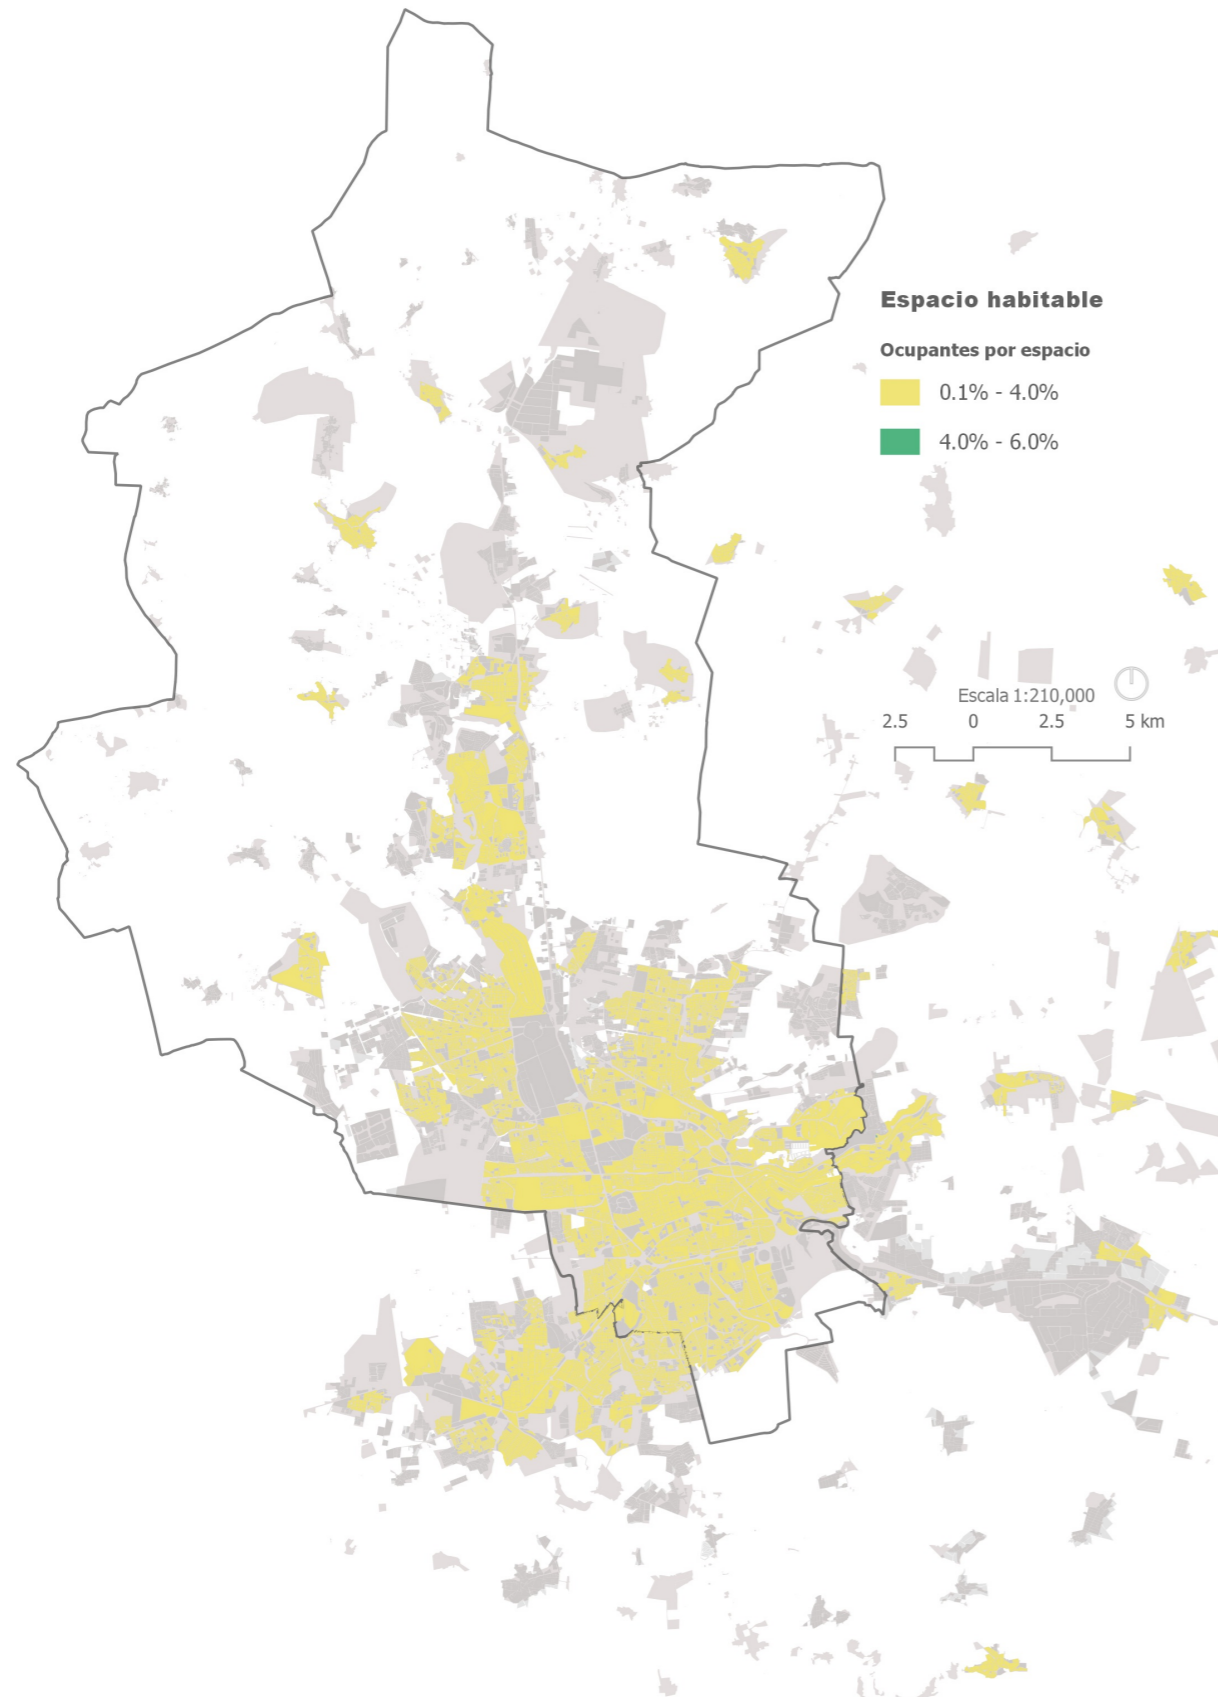 Espacio habitable
Ocupantes por espacio
0.1% - 4.0%
4.0% - 6.0%
Escala 1:210,000
2.5 0 2.5 5 km